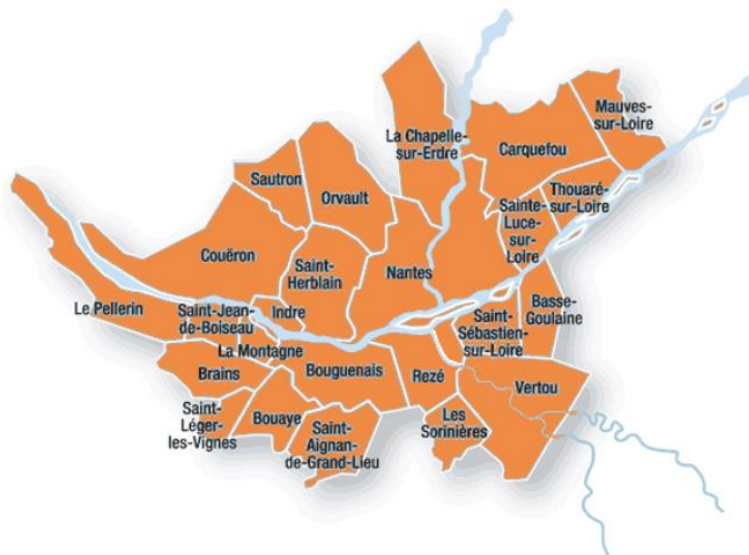 Mauves-
sur-Loire
La Chapelle-
sur-Erdre
Carquefou
Sautron
Orvault
Thouaré-
sur-Loire
Sainte-
Luce-
sur-
Loire
Couëron
Saint-
Herblain
Nantes
Le Pellerin
Saint-Jean-
de-Boiseau
Indre
Basse-
Goulaine
Saint-
Sébastien-
sur-Loire
La Montagne
Brains
Bouguenais
Rezé
Vertou
Saint-
Léger-
les-Vignes
Bouaye
Saint-
Aignan-
de-Grand-Lieu
Les
Sorinières